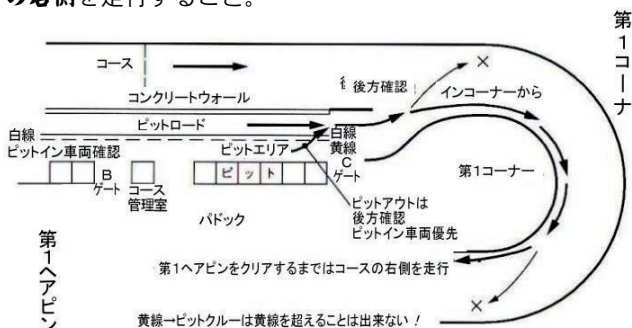 の右側を走行すること。
第1コーナ
コース
後方確認
インコーナーから
コンクリートウォール
ピットロード
白線
白線
黄線
ピットイン車両確認
ピットエリア
C
ゲート
第1コーナー
B
ゲート
コース
管理室
ピット
ピットアウトは
後方確認
ピットイン車両優先
パドック
第1ヘアピン
第1ヘアピンをクリアするまではコースの右側を走行
黄線→ピットクルーは黄線を超えることは出来ない！